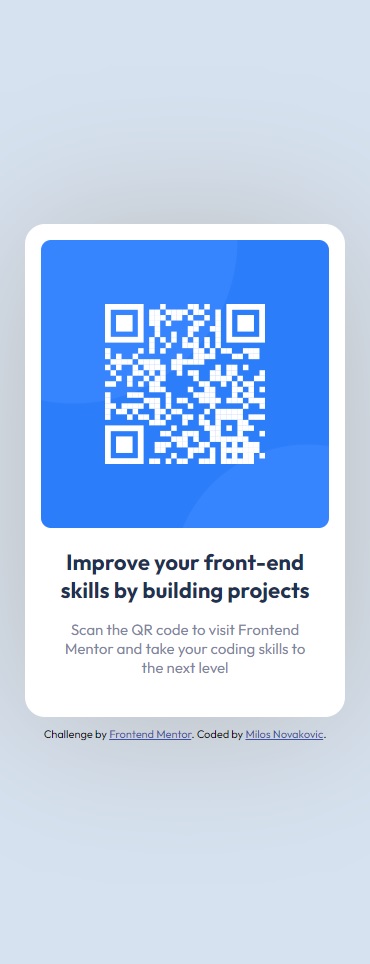 Improve your front-end
skills by building projects
Scan the QR code to visit Frontend
Mentor and take your coding skills to
the next level
Challenge by Frontend Mentor. Coded by Milos Novakovic.